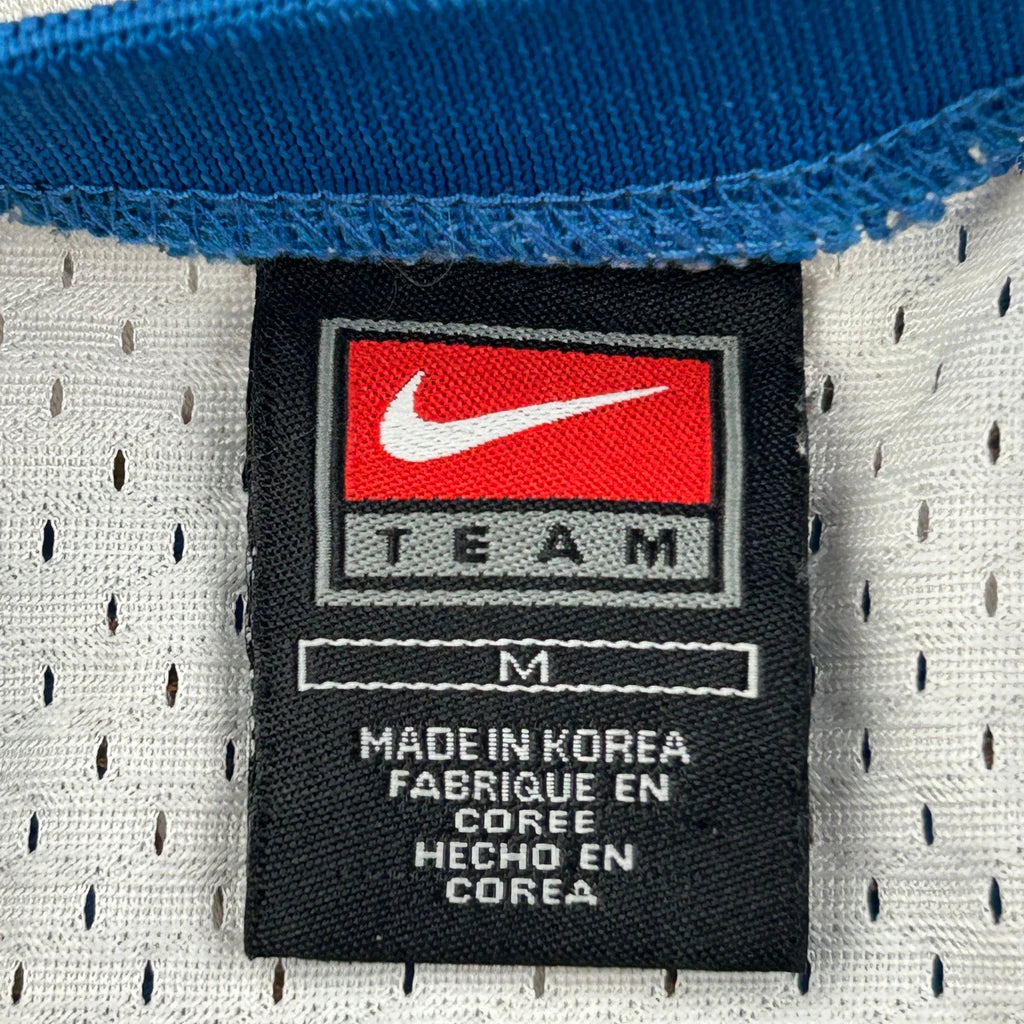 TEAM
M
MADE IN KOREA
FABRIQUE EN
COREE
HECHO EN
COREA